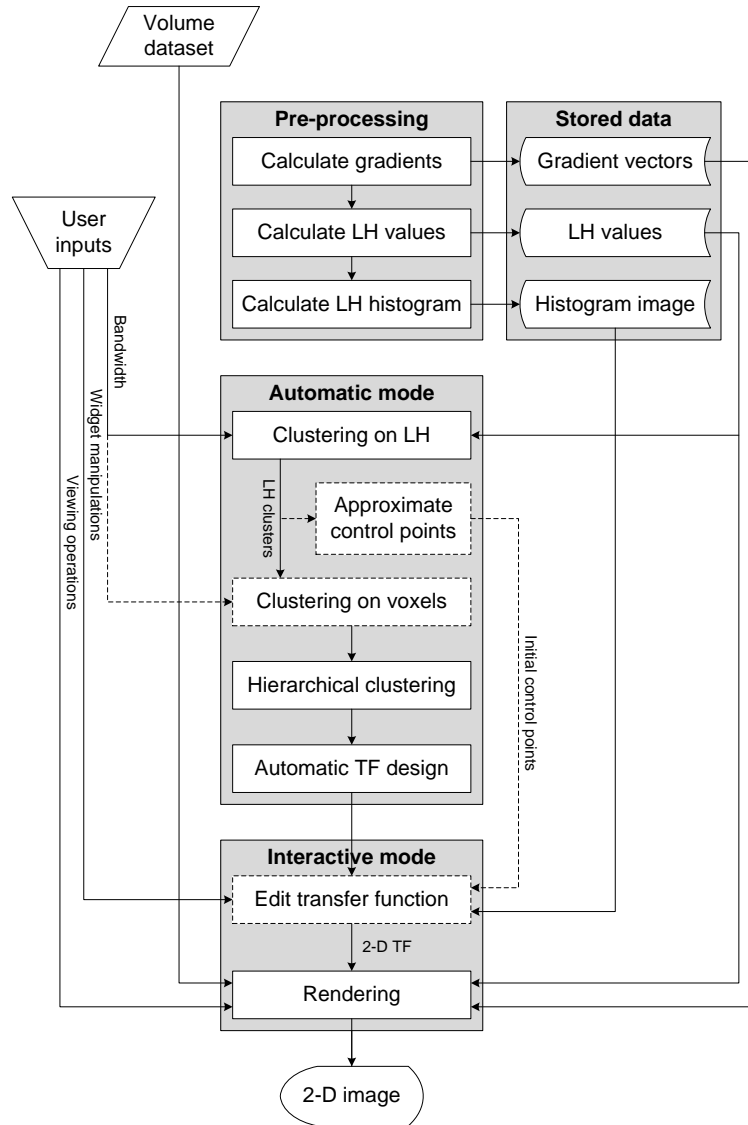 Volume
dataset
Pre-processing
Stored data
Calculate gradients
Gradient vectors
User
inputs
Calculate LH values
LH values
Calculate LH histogram
Histogram image
Bandwidth
Widget manipulations
Viewing operations
Automatic mode
Clustering on LH
LH clusters
Approximate
control points
Clustering on voxels
Initial control points
Hierarchical clustering
Automatic TF design
Interactive mode
Edit transfer function
2-D TF
Rendering
2-D image